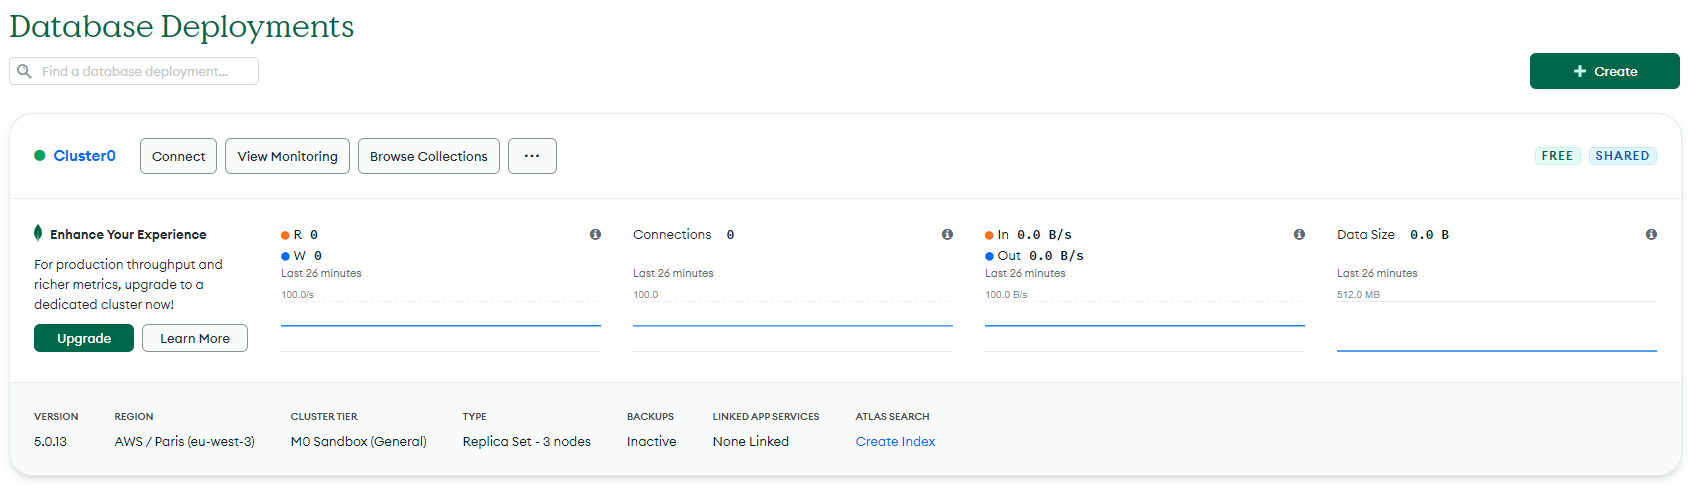 Database Deployments
Find a database deployment...
+ Create
Cluster0
Connect
View Monitoring
Browse Collections
...
FREE
SHARED
Enhance Your Experience
For production throughput and
richer metrics, upgrade to a
dedicated cluster now!
Upgrade
Learn More
R 0
W 0
Last 26 minutes
100.0/s
Connections 0
Last 26 minutes
100.0
In 0.0 B/s
Out 0.0 B/s
Last 26 minutes
100.0 B/s
Data Size 0.0 B
Last 26 minutes
512.0 MB
VERSION
5.0.13
REGION
AWS / Paris (eu-west-3)
CLUSTER TIER
M0 Sandbox (General)
TYPE
Replica Set - 3 nodes
BACKUPS
Inactive
LINKED APP SERVICES
None Linked
ATLAS SEARCH
Create Index